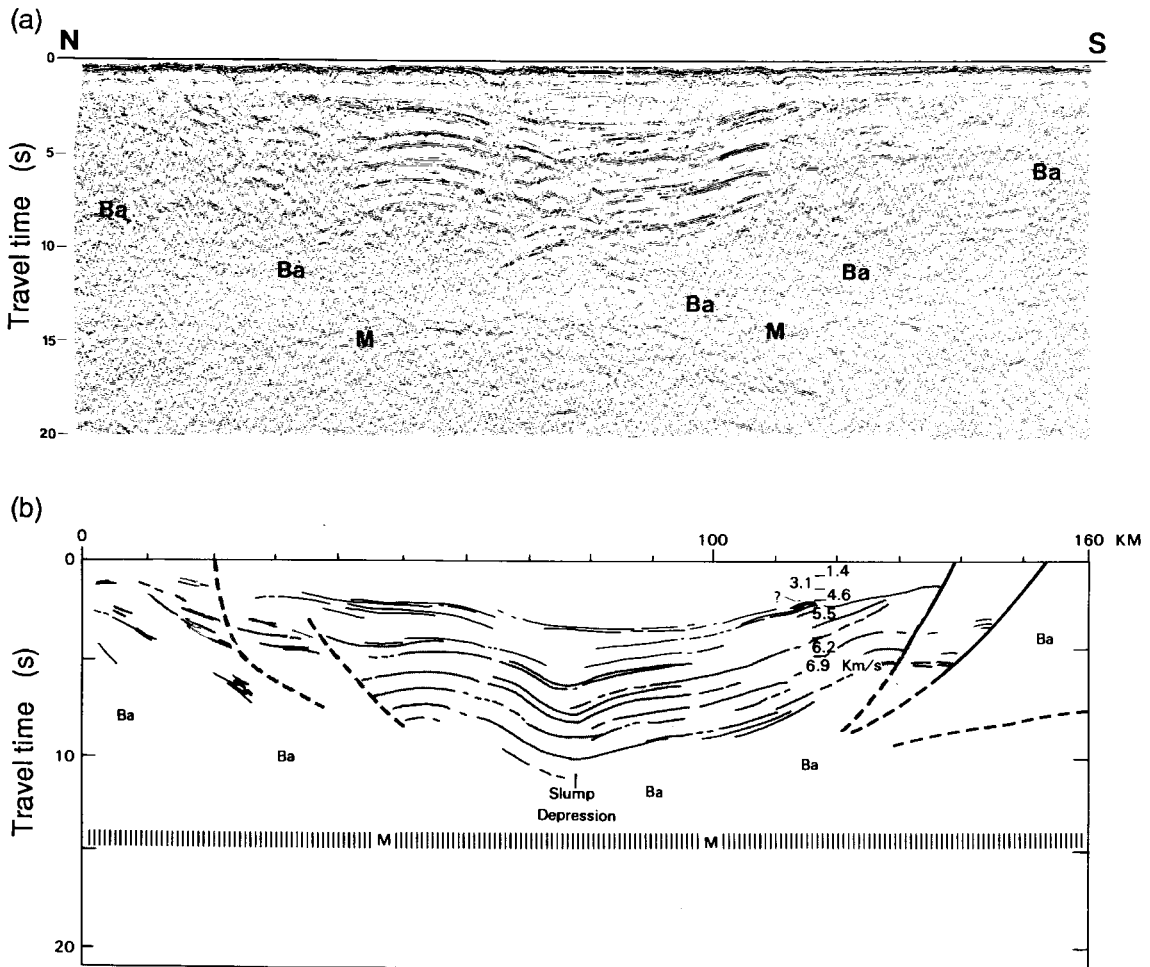 (a)
N S
0
5
10
15
20
Travel time (s)
Ba
Ba
Ba
Ba
Ba
M
M
(b)
0 100 160 KM
0
10
20
Travel time (s)
1.4
3.1
? 4.6
5.5
6.2
6.9 Km/s
Ba
Ba
Ba
Ba
Ba
Slump
Depression
M M